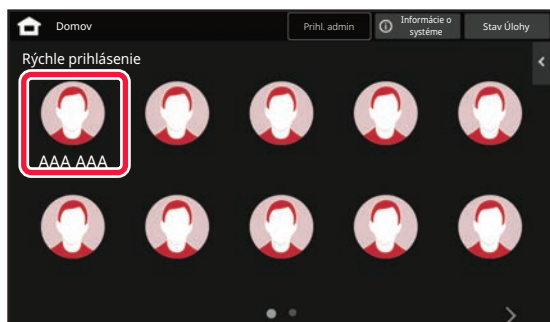 Domov
Prihl. admin
Informácie o
systéme
Stav Úlohy
Rýchle prihlásenie
AAA AAA